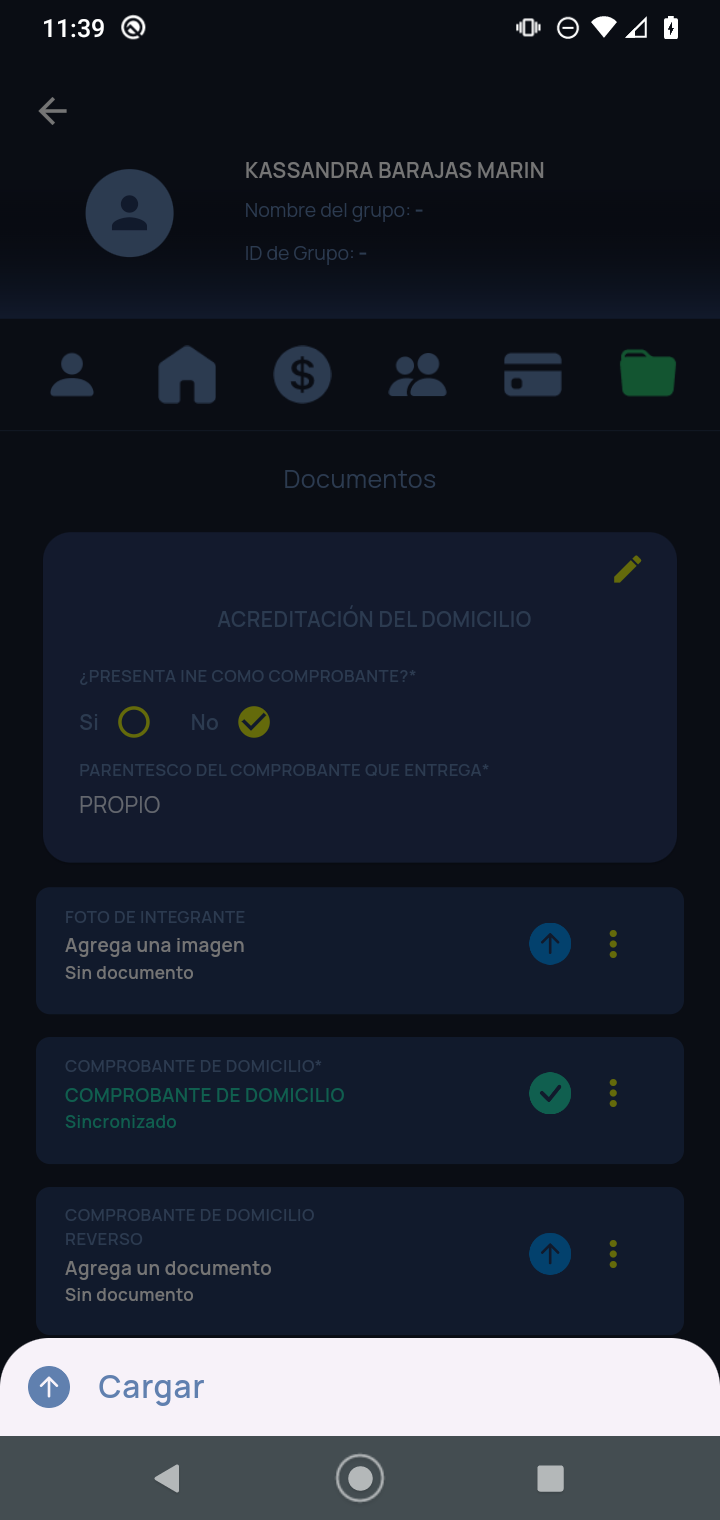 11:39
KASSANDRA BARAJAS MARIN
Nombre del grupo: -
ID de Grupo: -
Documentos
ACREDITACIÓN DEL DOMICILIO
¿PRESENTA INE COMO COMPROBANTE?*
Si No
PARENTESCO DEL COMPROBANTE QUE ENTREGA*
PROPIO
FOTO DE INTEGRANTE
Agrega una imagen
Sin documento
COMPROBANTE DE DOMICILIO*
COMPROBANTE DE DOMICILIO
Sincronizado
COMPROBANTE DE DOMICILIO
REVERSO
Agrega un documento
Sin documento
Cargar